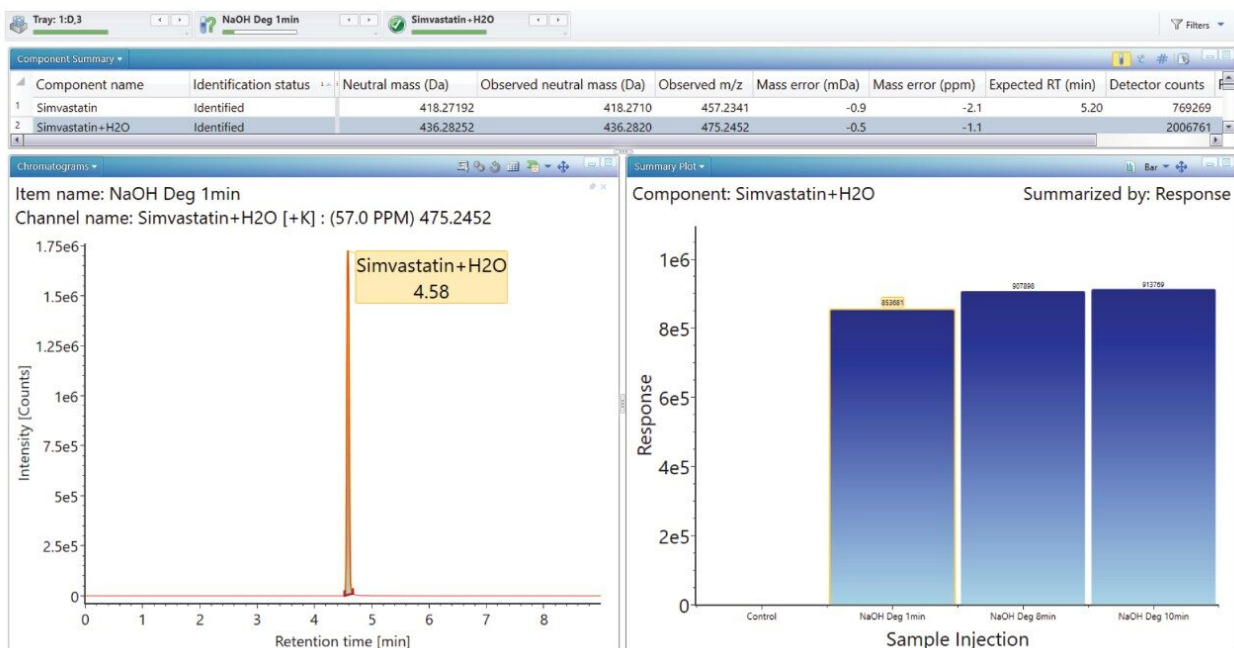 Tray: 1:D,3 NaOH Deg 1min Simvastatin+H2O Filters
Component Summary
Component name Identification status Neutral mass (Da) Observed neutral mass (Da) Observed m/z Mass error (mDa) Mass error (ppm) Expected RT (min) Detector counts
1 Simvastatin Identified 418.27192 418.2710 457.2341 -0.9 -2.1 5.20 769269
2 Simvastatin+H2O Identified 436.28252 436.2820 475.2452 -0.5 -1.1 2006761
Chromatograms
Item name: NaOH Deg 1min
Channel name: Simvastatin+H2O [+K] : (57.0 PPM) 475.2452
1.75e6
1.5e6
1.25e6
1e6
7.5e5
5e5
2.5e5
0
Intensity [Counts]
Simvastatin+H2O
4.58
0 1 2 3 4 5 6 7 8
Retention time [min]
Summary Plot Bar
Component: Simvastatin+H2O Summarized by: Response
1e6
8e5
6e5
4e5
2e5
0
Response
853681 907898 913769
Control NaOH Deg 1min NaOH Deg 8min NaOH Deg 10min
Sample Injection